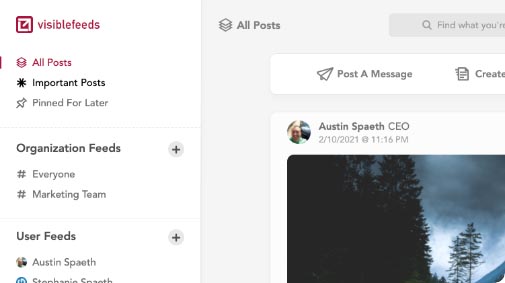 visiblefeeds
All Posts
Important Posts
Pinned For Later
Organization Feeds
# Everyone
# Marketing Team
User Feeds
Austin Spaeth
Stephanie Spaeth
All Posts
Find what you're
Post A Message
Create
Austin Spaeth CEO
2/10/2021 @ 11:16 PM